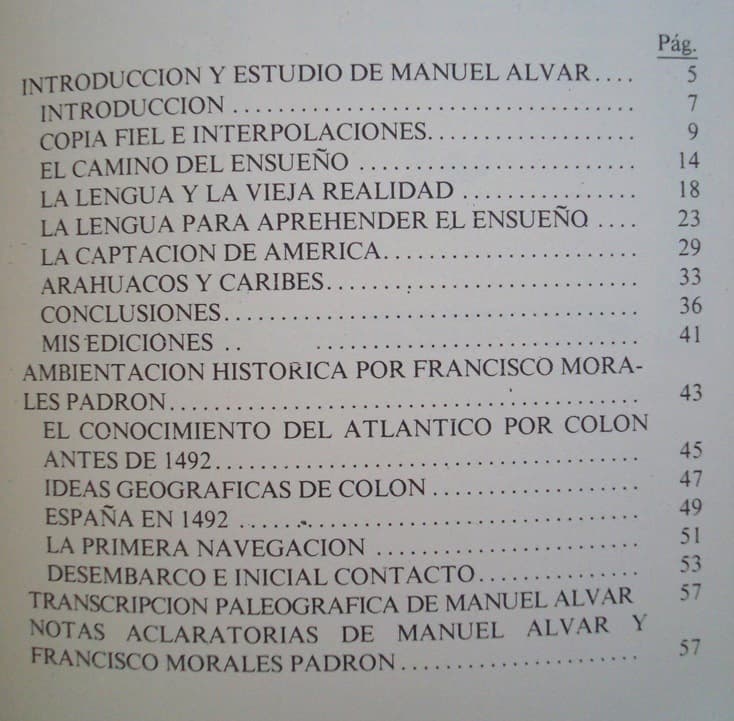 Pág.
INTRODUCCION Y ESTUDIO DE MANUEL ALVAR.... 5
INTRODUCCION ................................ 7
COPIA FIEL E INTERPOLACIONES................. 9
EL CAMINO DEL ENSUEÑO ...................... 14
LA LENGUA Y LA VIEJA REALIDAD .............. 18
LA LENGUA PARA APREHENDER EL ENSUEÑO .... 23
LA CAPTACION DE AMERICA.................... 29
ARAHUACOS Y CARIBES......................... 33
CONCLUSIONES................................. 36
MIS EDICIONES .. ......................... 41
AMBIENTACION HISTORICA POR FRANCISCO MORA-
LES PADRON..................................... 43
EL CONOCIMIENTO DEL ATLANTICO POR COLON
ANTES DE 1492.................................. 45
IDEAS GEOGRAFICAS DE COLON ................. 47
ESPAÑA EN 1492 ................................ 49
LA PRIMERA NAVEGACION ..................... 51
DESEMBARCO E INICIAL CONTACTO............. 53
TRANSCRIPCION PALEOGRAFICA DE MANUEL ALVAR 57
NOTAS ACLARATORIAS DE MANUEL ALVAR Y
FRANCISCO MORALES PADRON................... 57